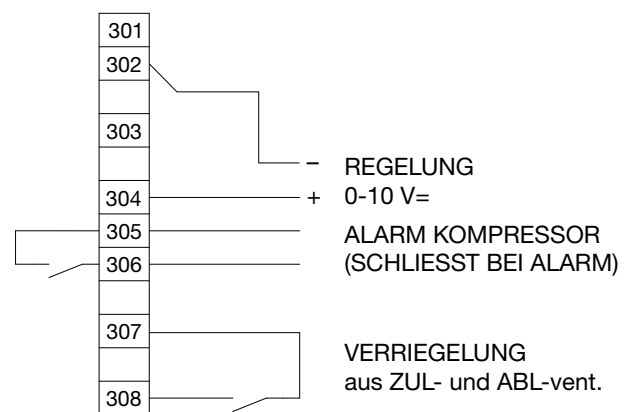 301
302
303
− REGELUNG
304 + 0-10 V=
305 ALARM KOMPRESSOR
306 (SCHLIESST BEI ALARM)
307
VERRIEGELUNG
308 aus ZUL- und ABL-vent.